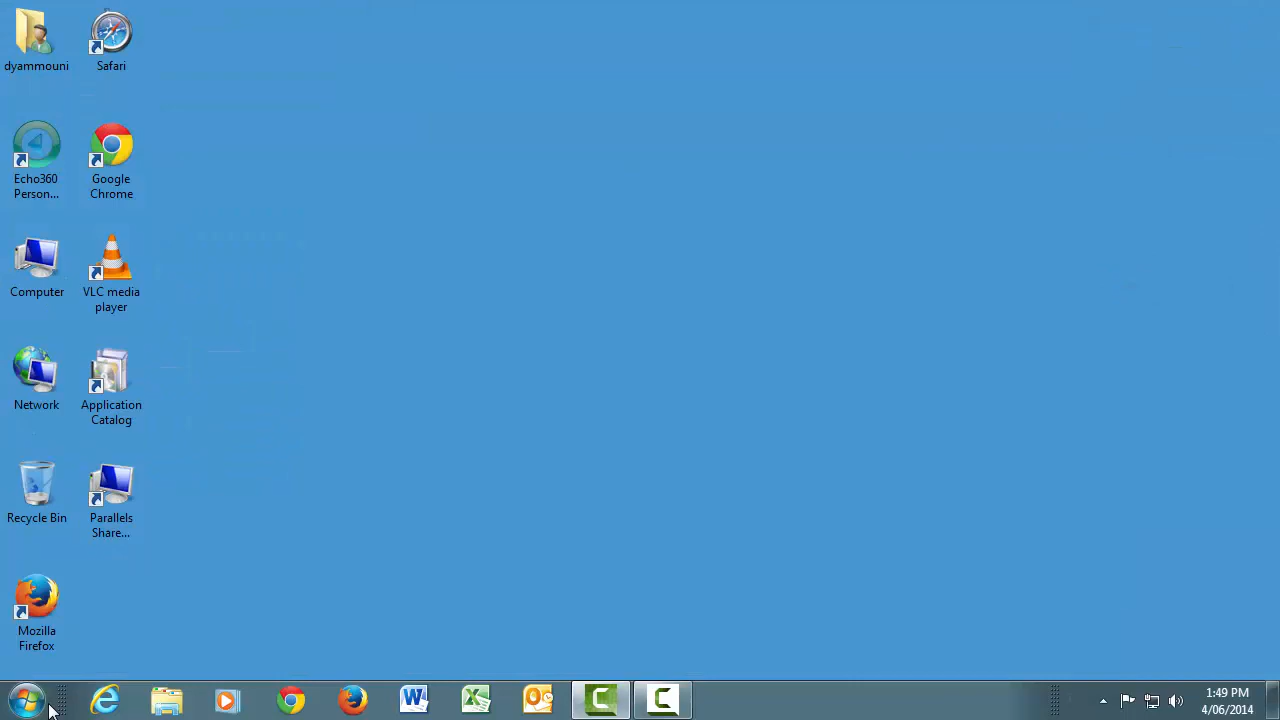 dyammouni
Safari
Echo360
Person...
Google
Chrome
Computer
VLC media
player
Network
Application
Catalog
Recycle Bin
Parallels
Share...
Mozilla
Firefox
1:49 PM
4/06/2014